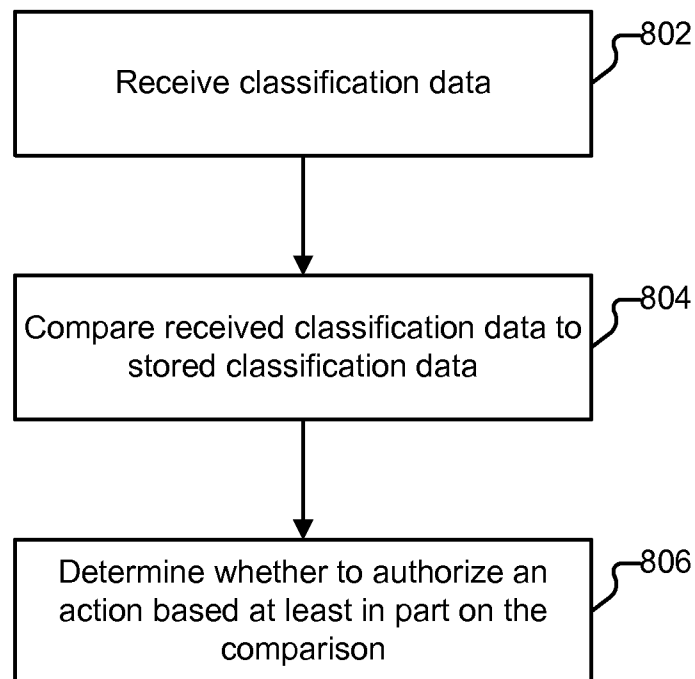 802
Receive classification data
804
Compare received classification data to
stored classification data
806
Determine whether to authorize an
action based at least in part on the
comparison